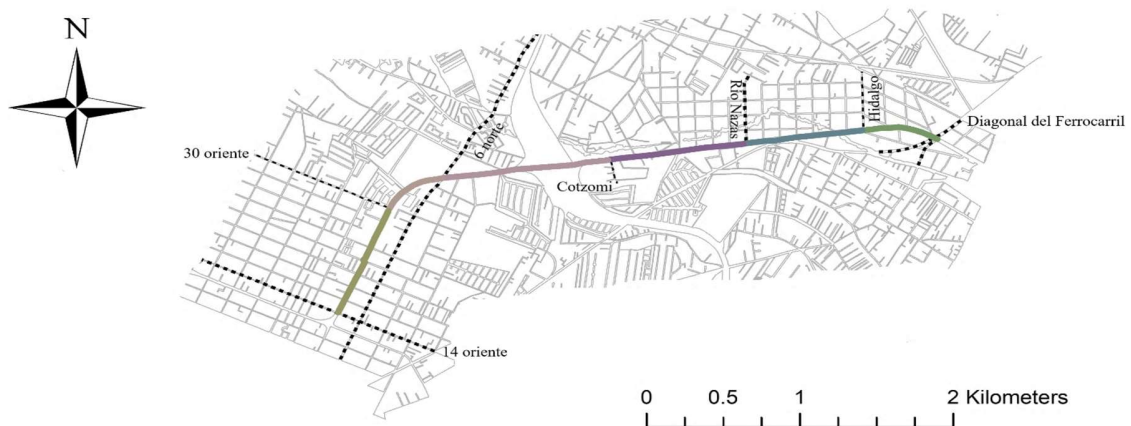 N
30 oriente
6 norte
Río Nazas
Hidalgo
Diagonal del Ferrocarril
Cotzomi
14 oriente
0 0.5 1 2 Kilometers